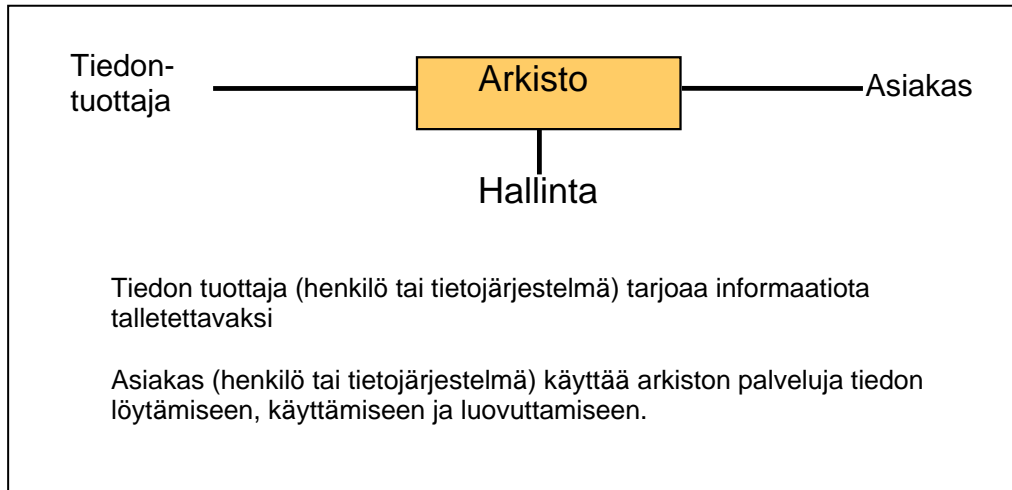 Tiedon-
tuottaja
Arkisto
Asiakas
Hallinta
Tiedon tuottaja (henkilö tai tietojärjestelmä) tarjoaa informaatiota
talletettavaksi
Asiakas (henkilö tai tietojärjestelmä) käyttää arkiston palveluja tiedon
löytämiseen, käyttämiseen ja luovuttamiseen.